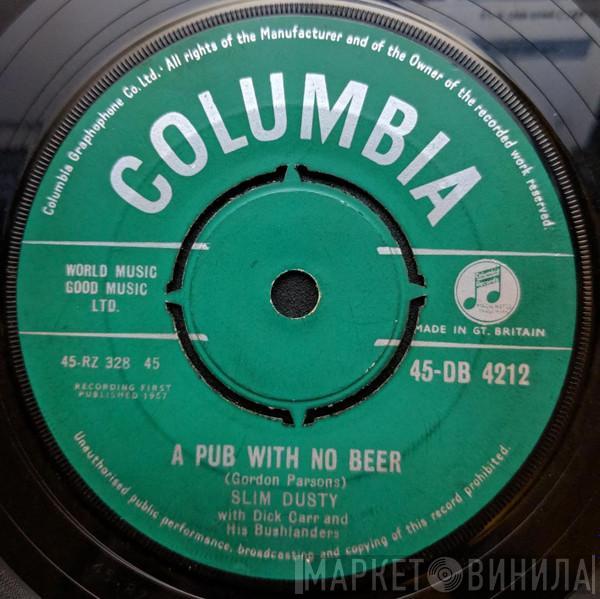 Columbia Graphophone Co. Ltd. · All rights of the Manufacturer and of the Owner of the recorded work reserved.
COLUMBIA
WORLD MUSIC
GOOD MUSIC
LTD.
MADE IN GT. BRITAIN
45-RZ 328 45
45-DB 4212
RECORDING FIRST
PUBLISHED 1957
A PUB WITH NO BEER
(Gordon Parsons)
SLIM DUSTY
with Dick Carr and
His Bushlanders
Unauthorised public performance, broadcasting and copying of this record prohibited.
МАРКЕТ ВИНИЛА